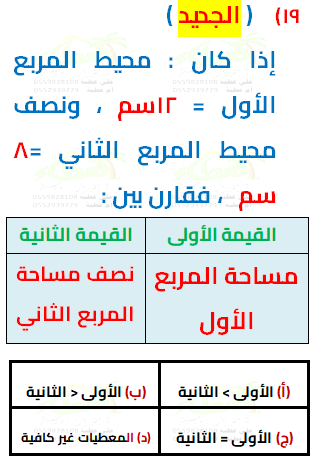 ١٩) ( الجديد )
إذا كان : محيط المربع
الأول = ١٢سم ، ونصف
محيط المربع الثاني =٨
سم ، فقارن بين :
القيمة الأولى القيمة الثانية
مساحة المربع نصف مساحة
الأول المربع الثاني
(أ) الأولى > الثانية (ب) الأولى < الثانية
(ج) الأولى = الثانية (د) المعطيات غير كافية